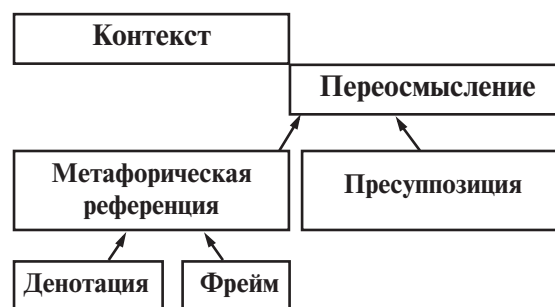 Контекст
Переосмысление
Метафорическая
референция
Пресуппозиция
Денотация
Фрейм